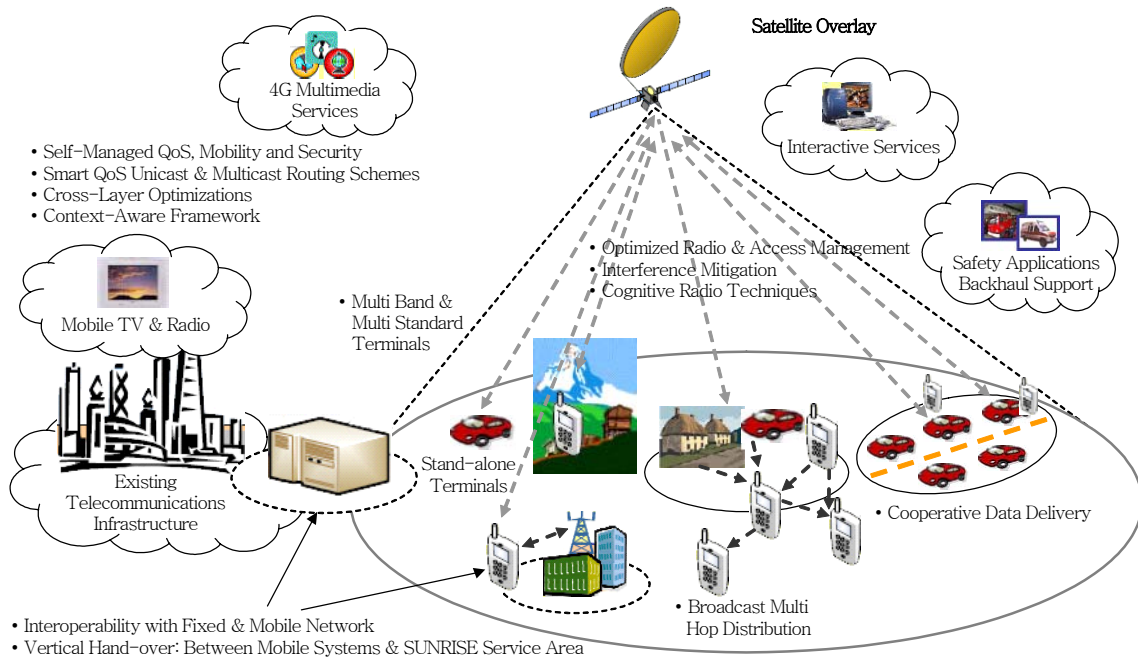 Satellite Overlay
4G Multimedia
Services
Interactive Services
• Self-Managed QoS, Mobility and Security
• Smart QoS Unicast & Multicast Routing Schemes
• Cross-Layer Optimizations
• Context-Aware Framework
• Optimized Radio & Access Management
• Interference Mitigation
• Cognitive Radio Techniques
Safety Applications
Backhaul Support
Mobile TV & Radio
• Multi Band &
Multi Standard
Terminals
Stand-alone
Terminals
Existing
Telecommunications
Infrastructure
• Cooperative Data Delivery
• Broadcast Multi
Hop Distribution
• Interoperability with Fixed & Mobile Network
• Vertical Hand-over: Between Mobile Systems & SUNRISE Service Area